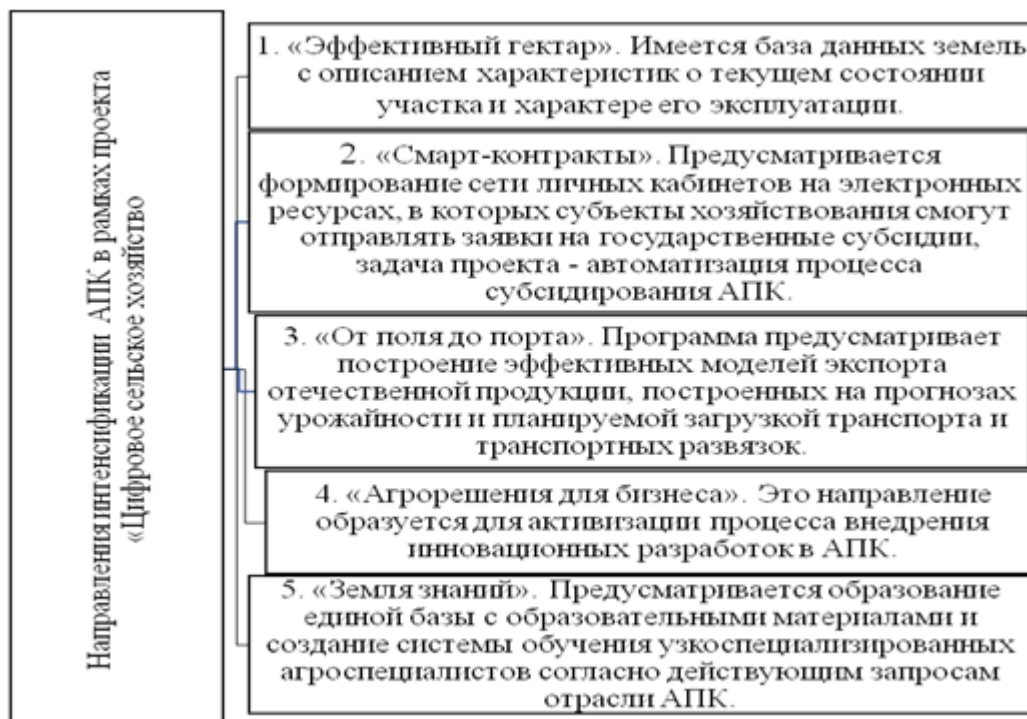 Направления интенсификации АПК в рамках проекта
«Цифровое сельское хозяйство
1. «Эффективный гектар». Имеется база данных земель
с описанием характеристик о текущем состоянии
участка и характере его эксплуатации.
2. «Смарт-контракты». Предусматривается
формирование сети личных кабинетов на электронных
ресурсах, в которых субъекты хозяйствования смогут
отправлять заявки на государственные субсидии,
задача проекта - автоматизация процесса
субсидирования АПК.
3. «От поля до порта». Программа предусматривает
построение эффективных моделей экспорта
отечественной продукции, построенных на прогнозах
урожайности и планируемой загрузкой транспорта и
транспортных развязок.
4. «Агрорешения для бизнеса». Это направление
образуется для активизации процесса внедрения
инновационных разработок в АПК.
5. «Земля знаний». Предусматривается образование
единой базы с образовательными материалами и
создание системы обучения узкоспециализированных
агроспециалистов согласно действующим запросам
отрасли АПК.